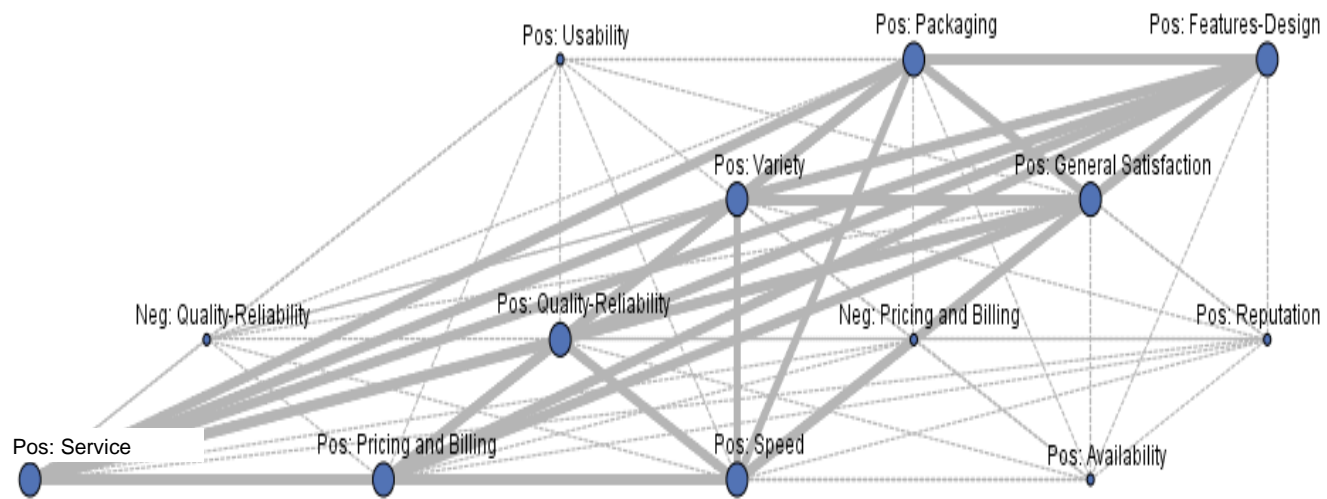 Pos: Usability
Pos: Packaging
Pos: Features-Design
Pos: Variety
Pos: General Satisfaction
Neg: Quality-Reliability
Pos: Quality-Reliability
Neg: Pricing and Billing
Pos: Reputation
Pos: Service
Pos: Pricing and Billing
Pos: Speed
Pos: Availability